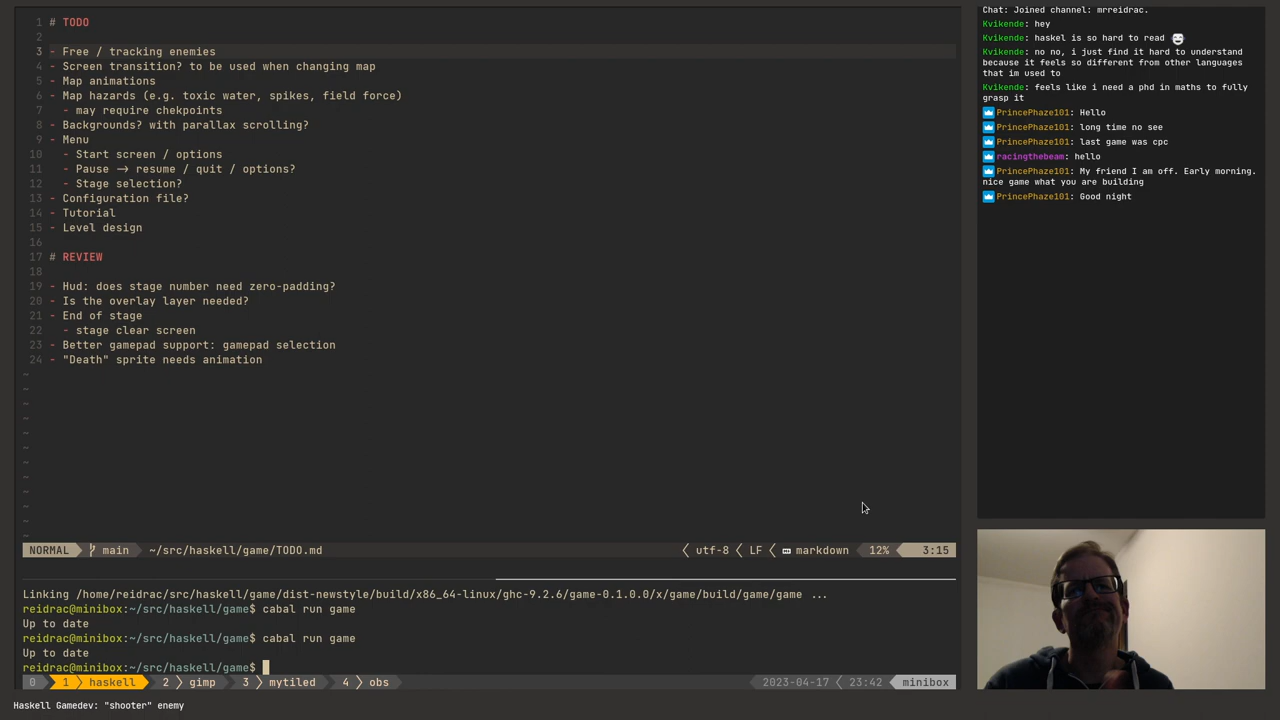 1 # TODO
2
3 - Free / tracking enemies
4 - Screen transition? to be used when changing map
5 - Map animations
6 - Map hazards (e.g. toxic water, spikes, field force)
7   - may require chekpoints
8 - Backgrounds? with parallax scrolling?
9 - Menu
10   - Start screen / options
11   - Pause -> resume / quit / options?
12   - Stage selection?
13 - Configuration file?
14 - Tutorial
15 - Level design
16
17 # REVIEW
18
19 - Hud: does stage number need zero-padding?
20 - Is the overlay layer needed?
21 - End of stage
22   - stage clear screen
23 - Better gamepad support: gamepad selection
24 - "Death" sprite needs animation
~
~
~
~
~
~
~
~
~
~
~
~
NORMAL main ~/src/haskell/game/TODO.md utf-8 LF markdown 12% 3:15
Linking /home/reidrac/src/haskell/game/dist-newstyle/build/x86_64-linux/ghc-9.2.6/game-0.1.0.0/x/game/build/game/game ...
reidrac@minibox:~/src/haskell/game$ cabal run game
Up to date
reidrac@minibox:~/src/haskell/game$ cabal run game
Up to date
reidrac@minibox:~/src/haskell/game$
0 1 haskell 2 gimp 3 mytiled 4 obs 2023-04-17 23:42 minibox
Haskell Gamedev: "shooter" enemy
Chat: Joined channel: mrreidrac.
Kvikende: hey
Kvikende: haskel is so hard to read
Kvikende: no no, i just find it hard to understand
because it feels so different from other languages
that im used to
Kvikende: feels like i need a phd in maths to fully
grasp it
PrincePhaze101: Hello
PrincePhaze101: long time no see
PrincePhaze101: last game was cpc
racingthebeam: hello
PrincePhaze101: My friend I am off. Early morning.
nice game what you are building
PrincePhaze101: Good night